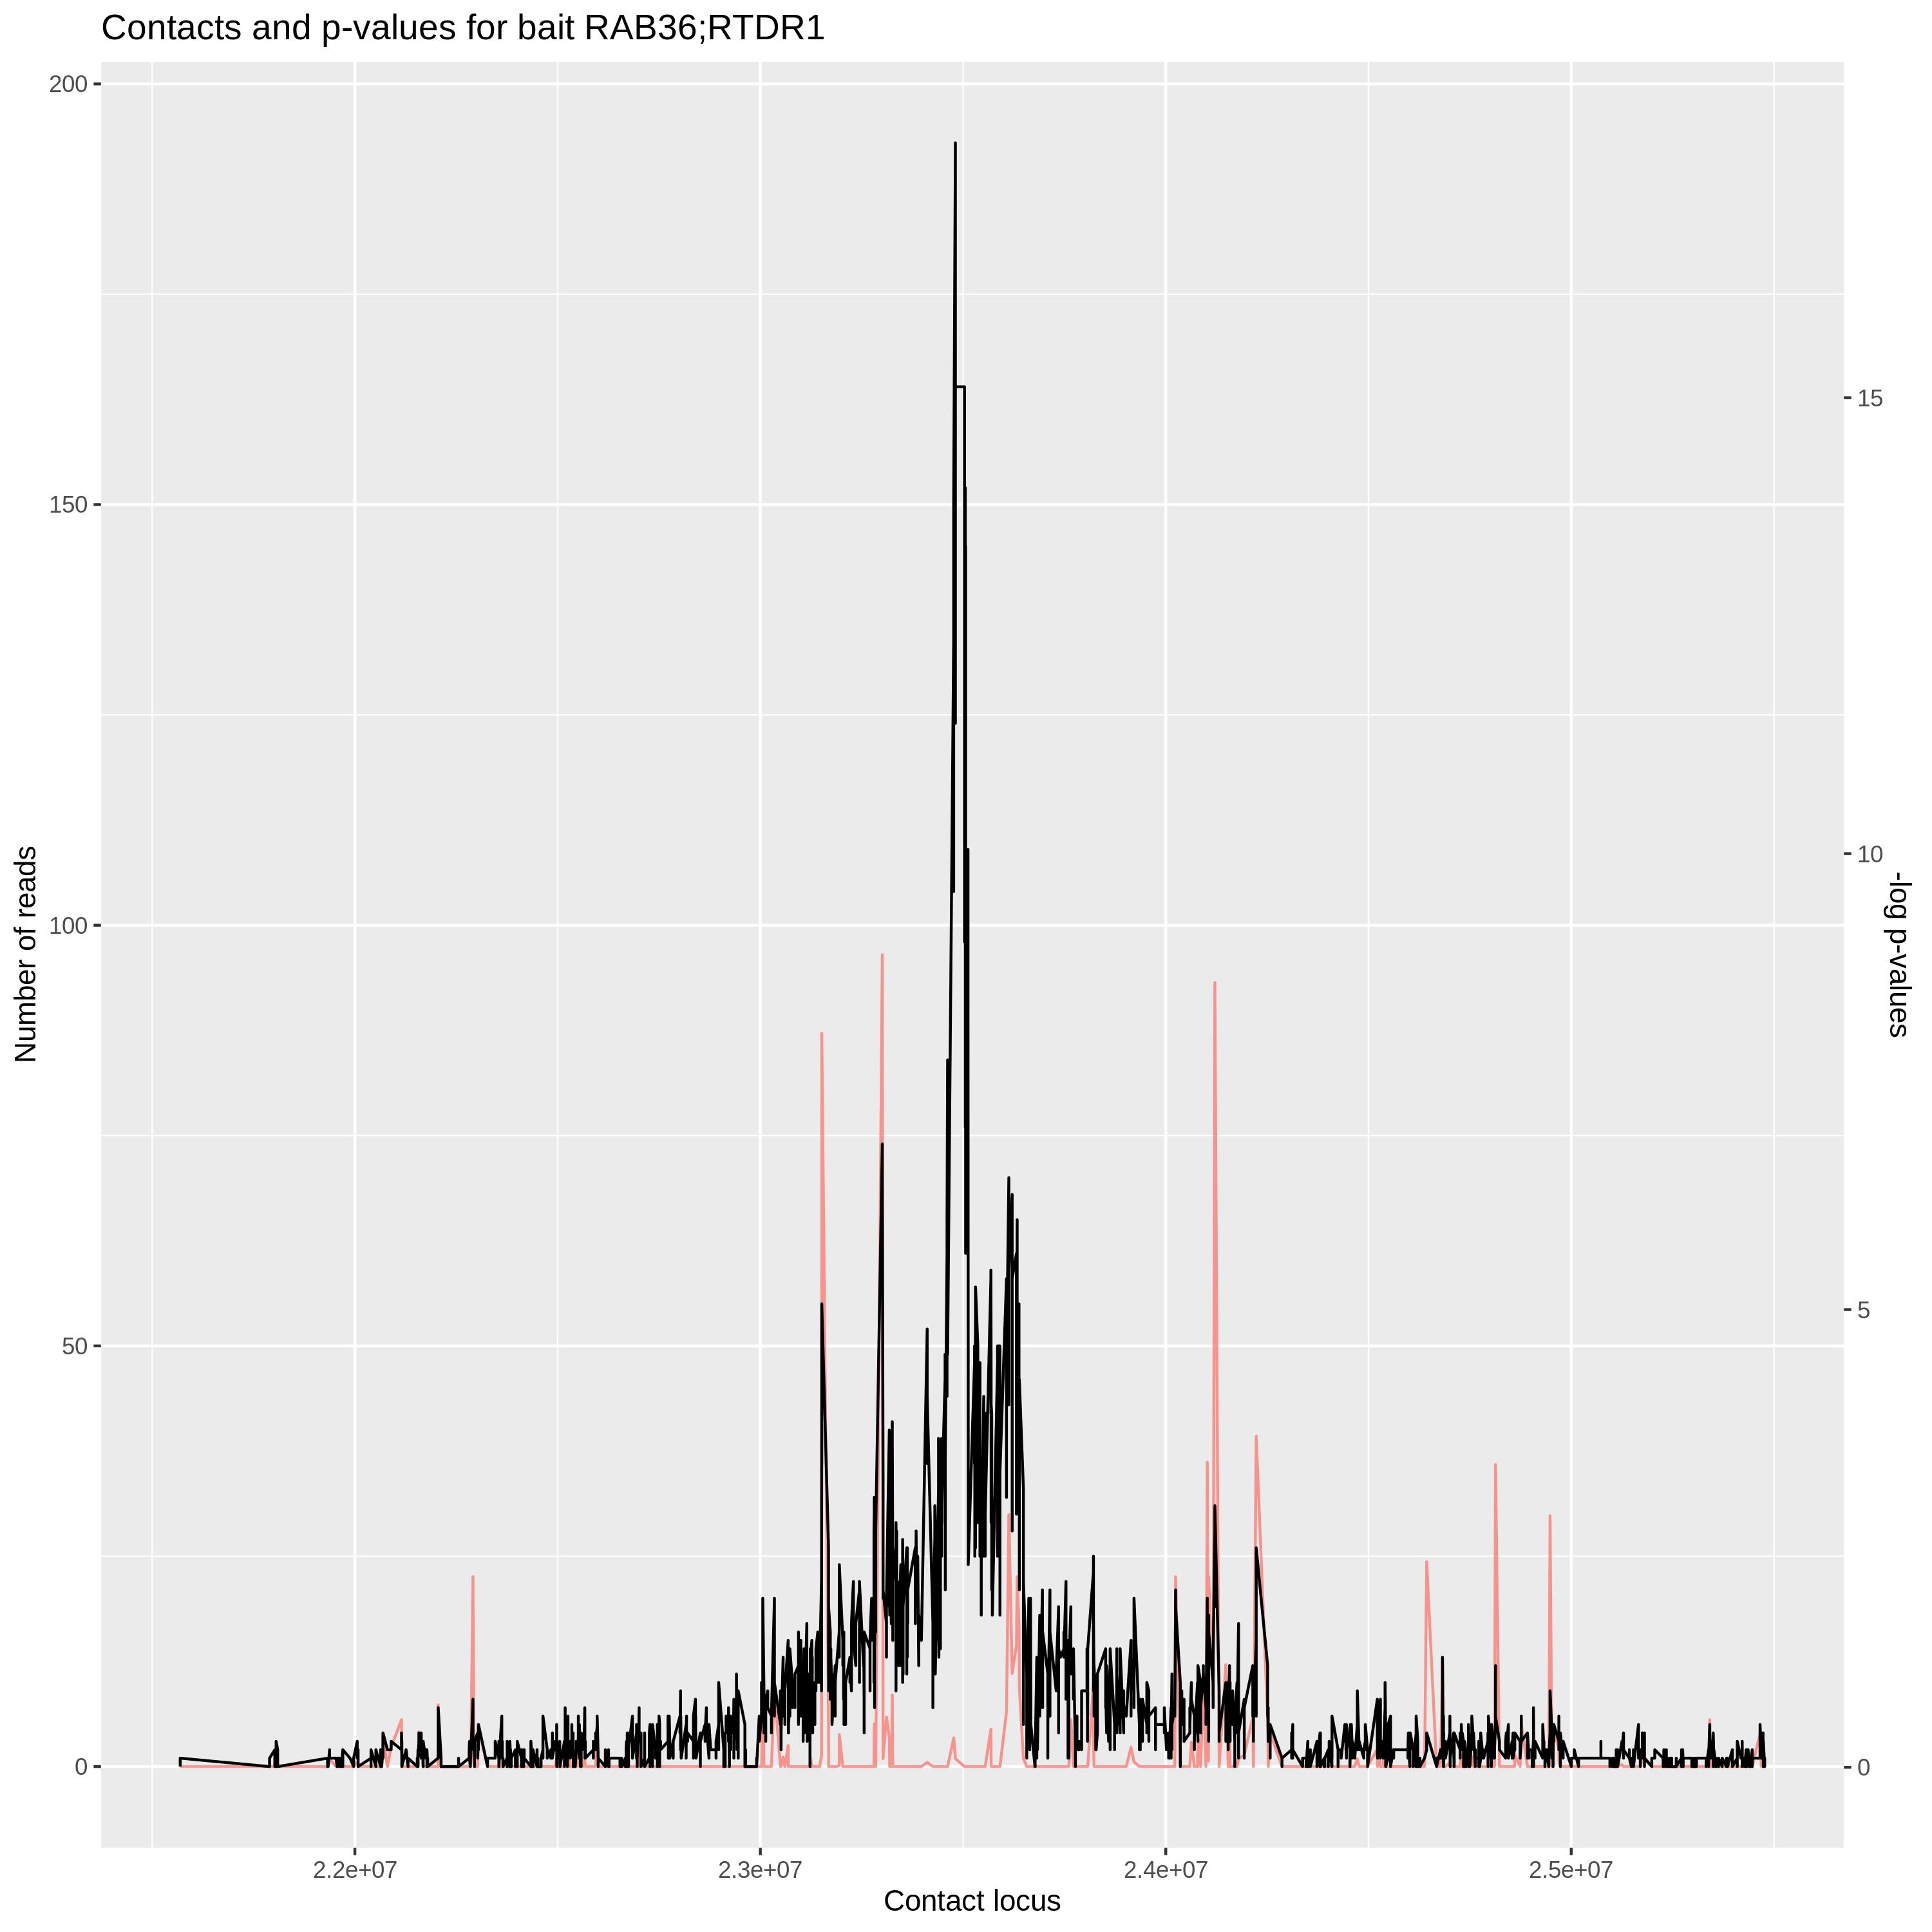 Contacts and p-values for bait RAB36;RTDR1
200
150
100
50
0
Number of reads
15
10
5
0
-log p-values
2.2e+07
2.3e+07
2.4e+07
2.5e+07
Contact locus